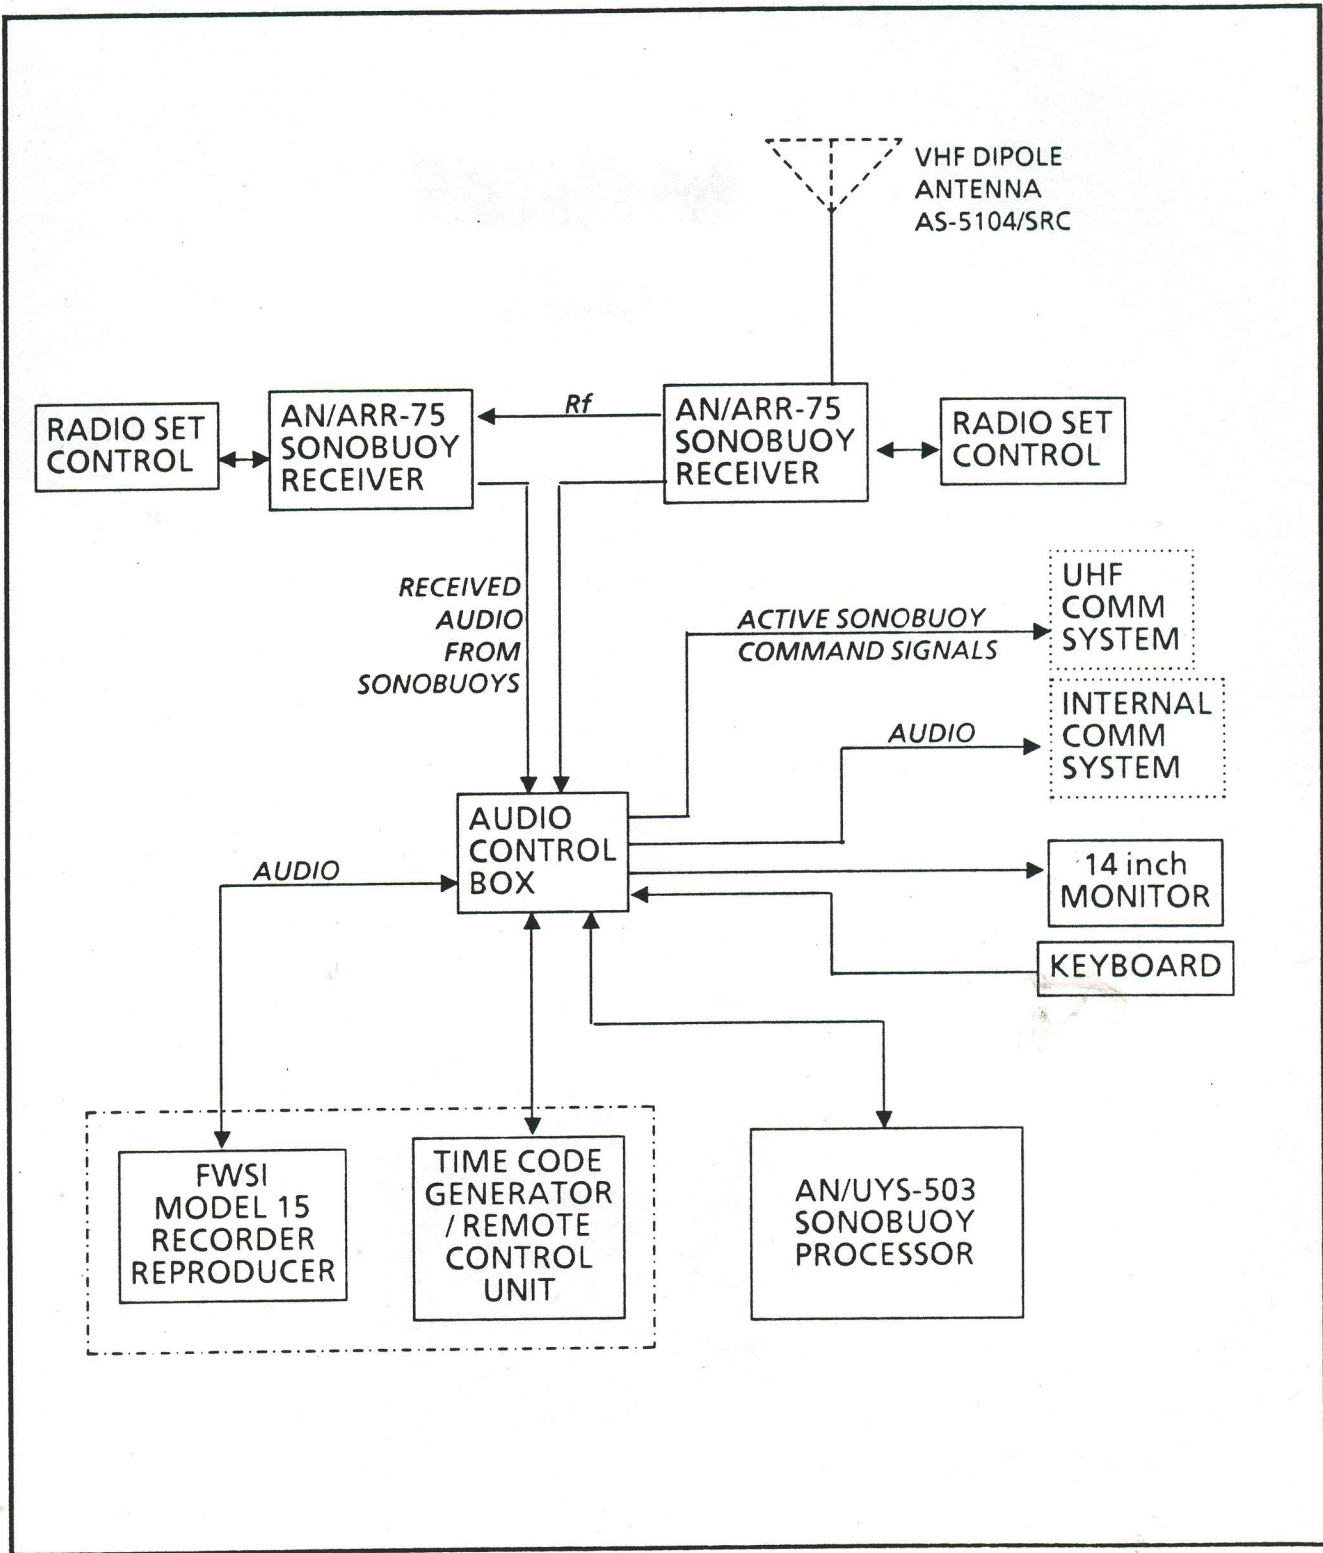 VHF DIPOLE
ANTENNA
AS-5104/SRC
RADIO SET
CONTROL
AN/ARR-75
SONOBUOY
RECEIVER
Rf
AN/ARR-75
SONOBUOY
RECEIVER
RADIO SET
CONTROL
RECEIVED
AUDIO
FROM
SONOBUOYS
ACTIVE SONOBUOY
COMMAND SIGNALS
UHF
COMM
SYSTEM
AUDIO
INTERNAL
COMM
SYSTEM
AUDIO
CONTROL
BOX
AUDIO
14 inch
MONITOR
KEYBOARD
FWSI
MODEL 15
RECORDER
REPRODUCER
TIME CODE
GENERATOR
/ REMOTE
CONTROL
UNIT
AN/UYS-503
SONOBUOY
PROCESSOR